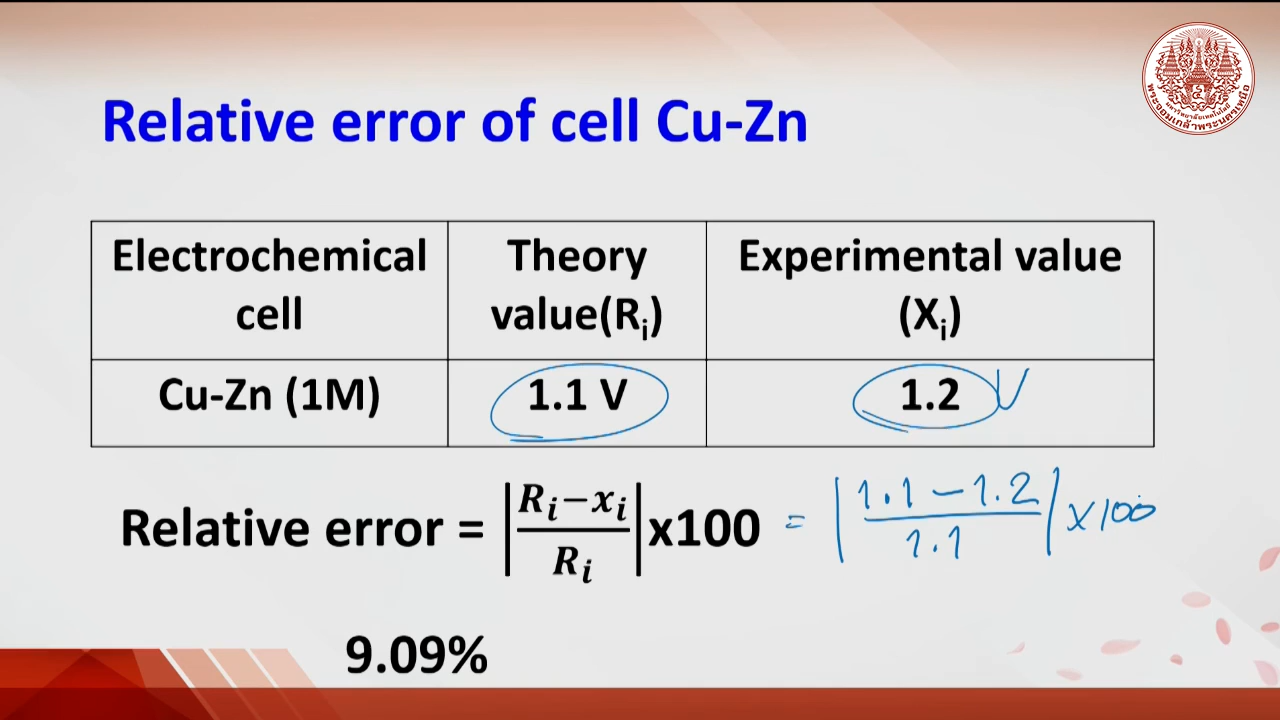 Relative error of cell Cu-Zn
Electrochemical cell
Theory value(Ri)
Experimental value (Xi)
Cu-Zn (1M)
1.1 V
1.2 V
Relative error = |Ri−xi / Ri| x100 = |1.1 − 1.2 / 1.1| x 100
9.09%